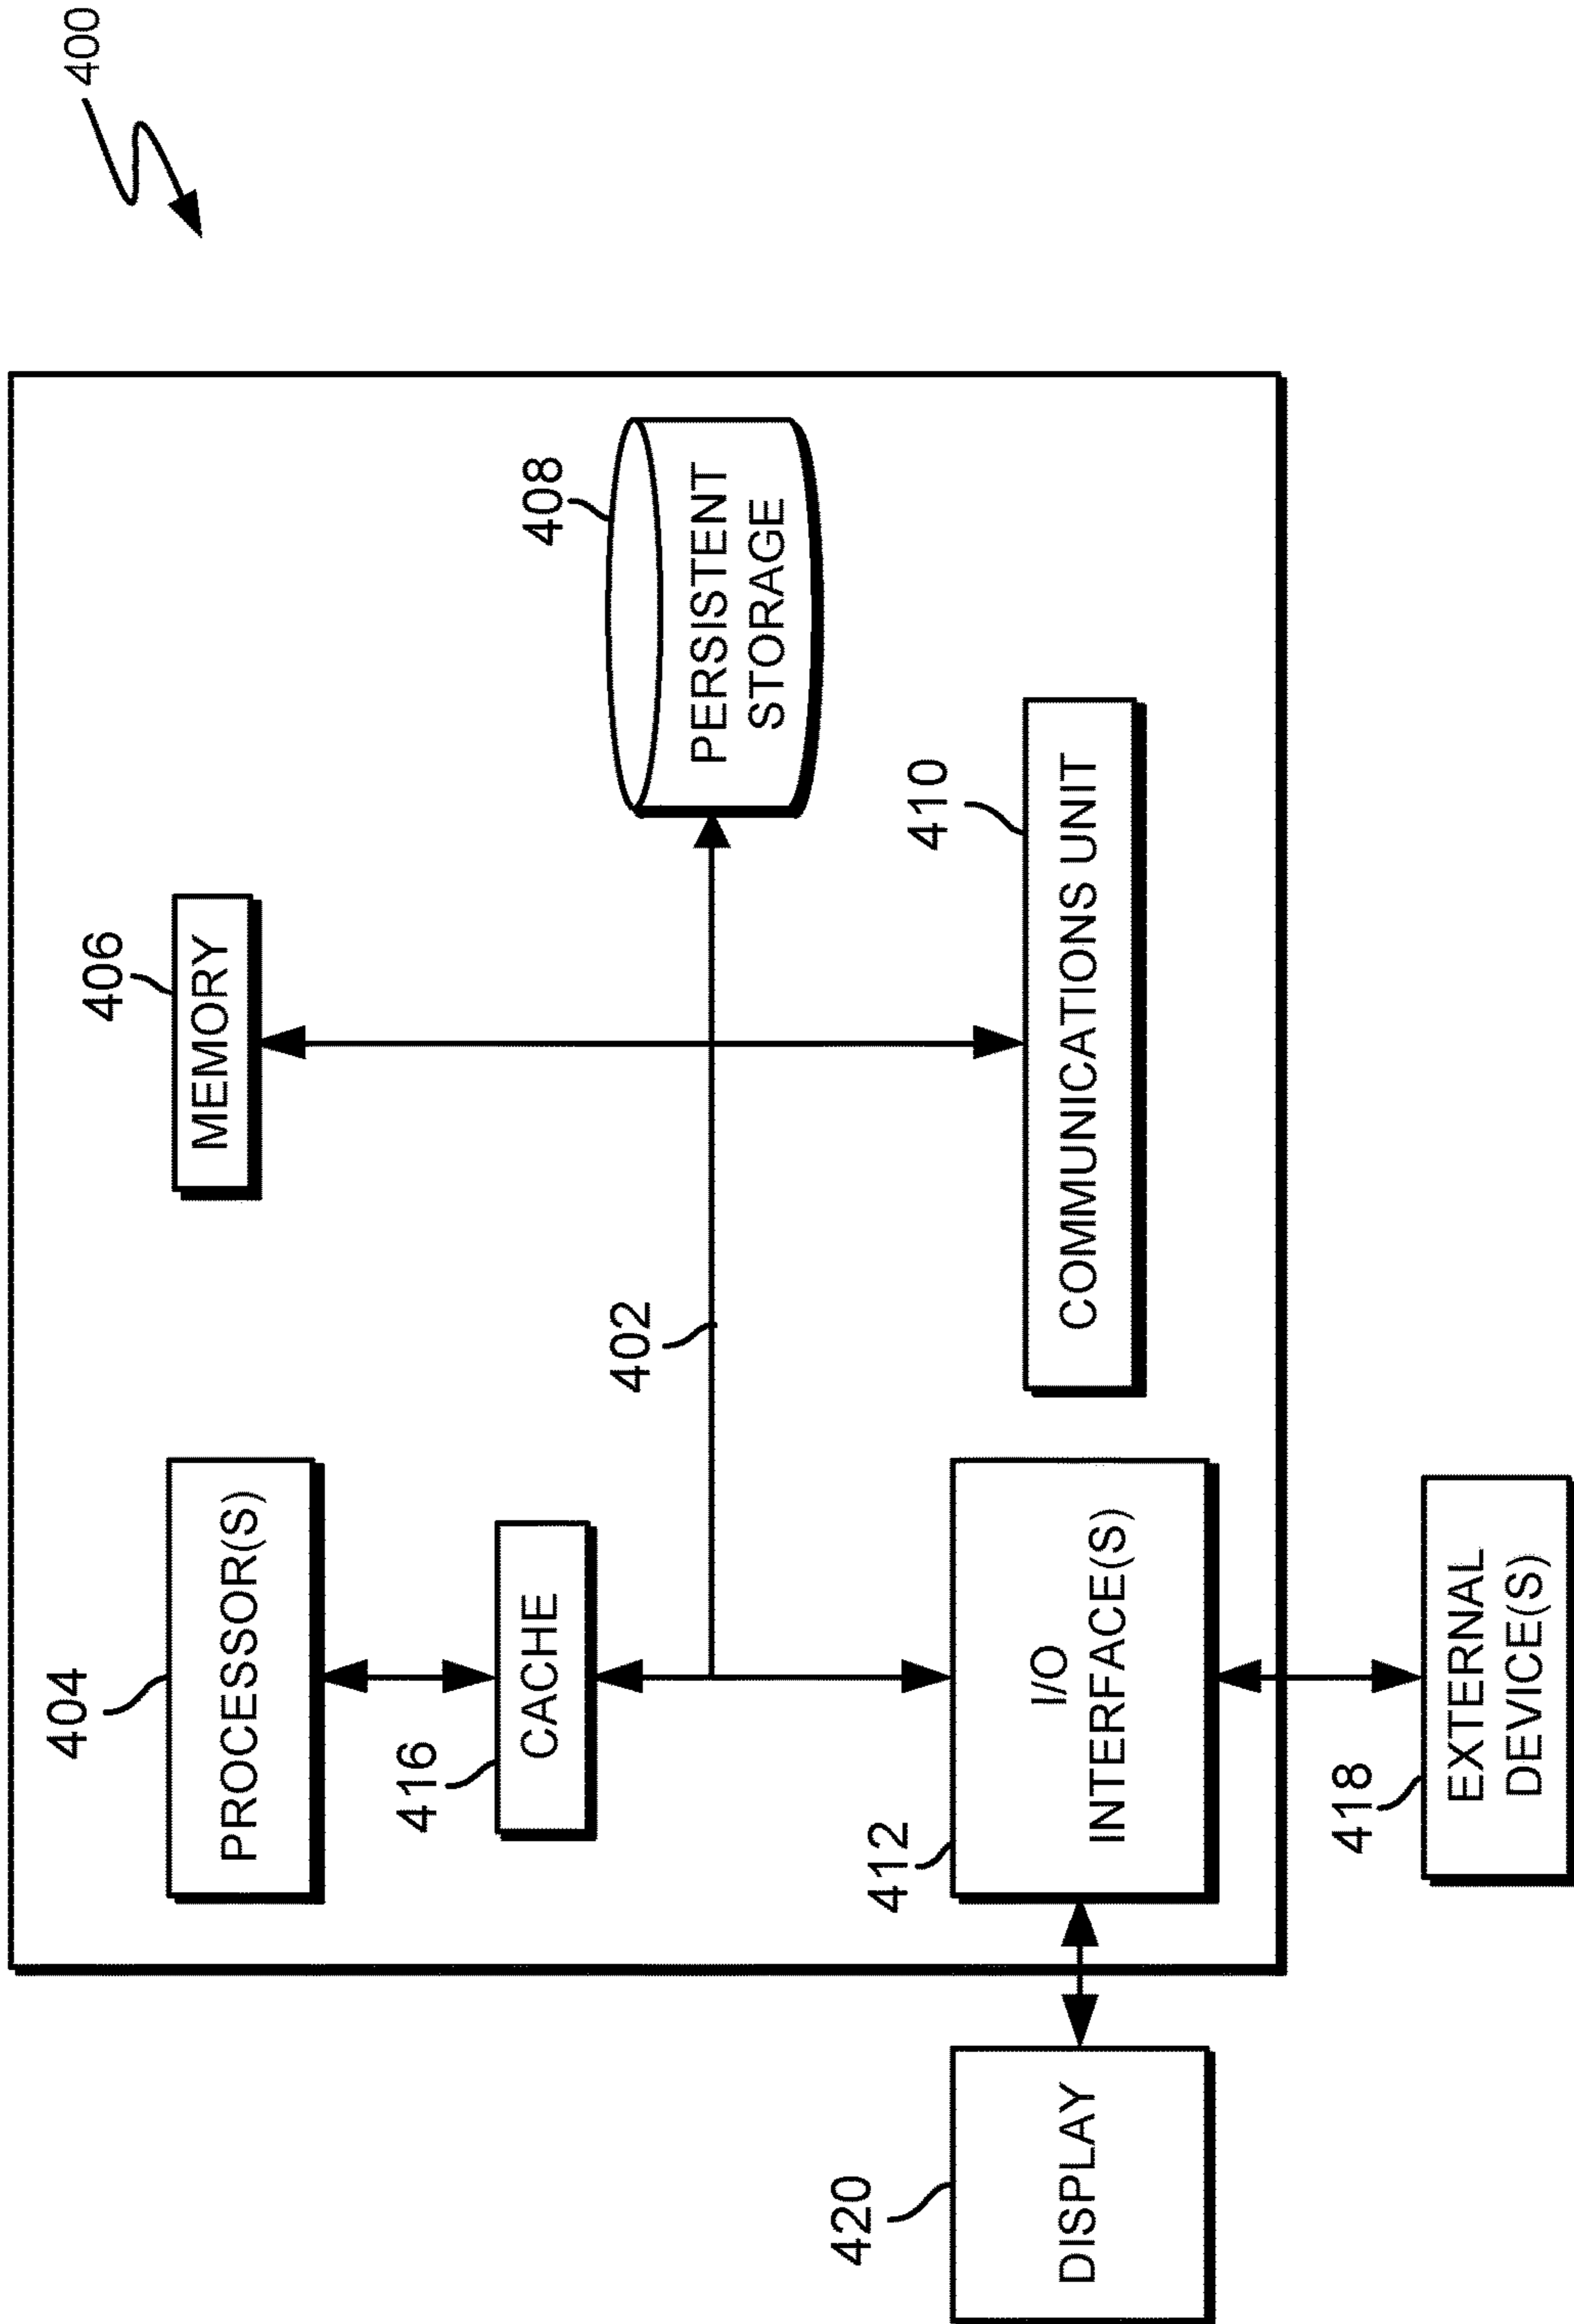 400
404
PROCESSOR(S)
406
MEMORY
416
CACHE
408
PERSISTENT
STORAGE
402
412
I/O
INTERFACE(S)
410
COMMUNICATIONS UNIT
420
DISPLAY
418
EXTERNAL
DEVICE(S)